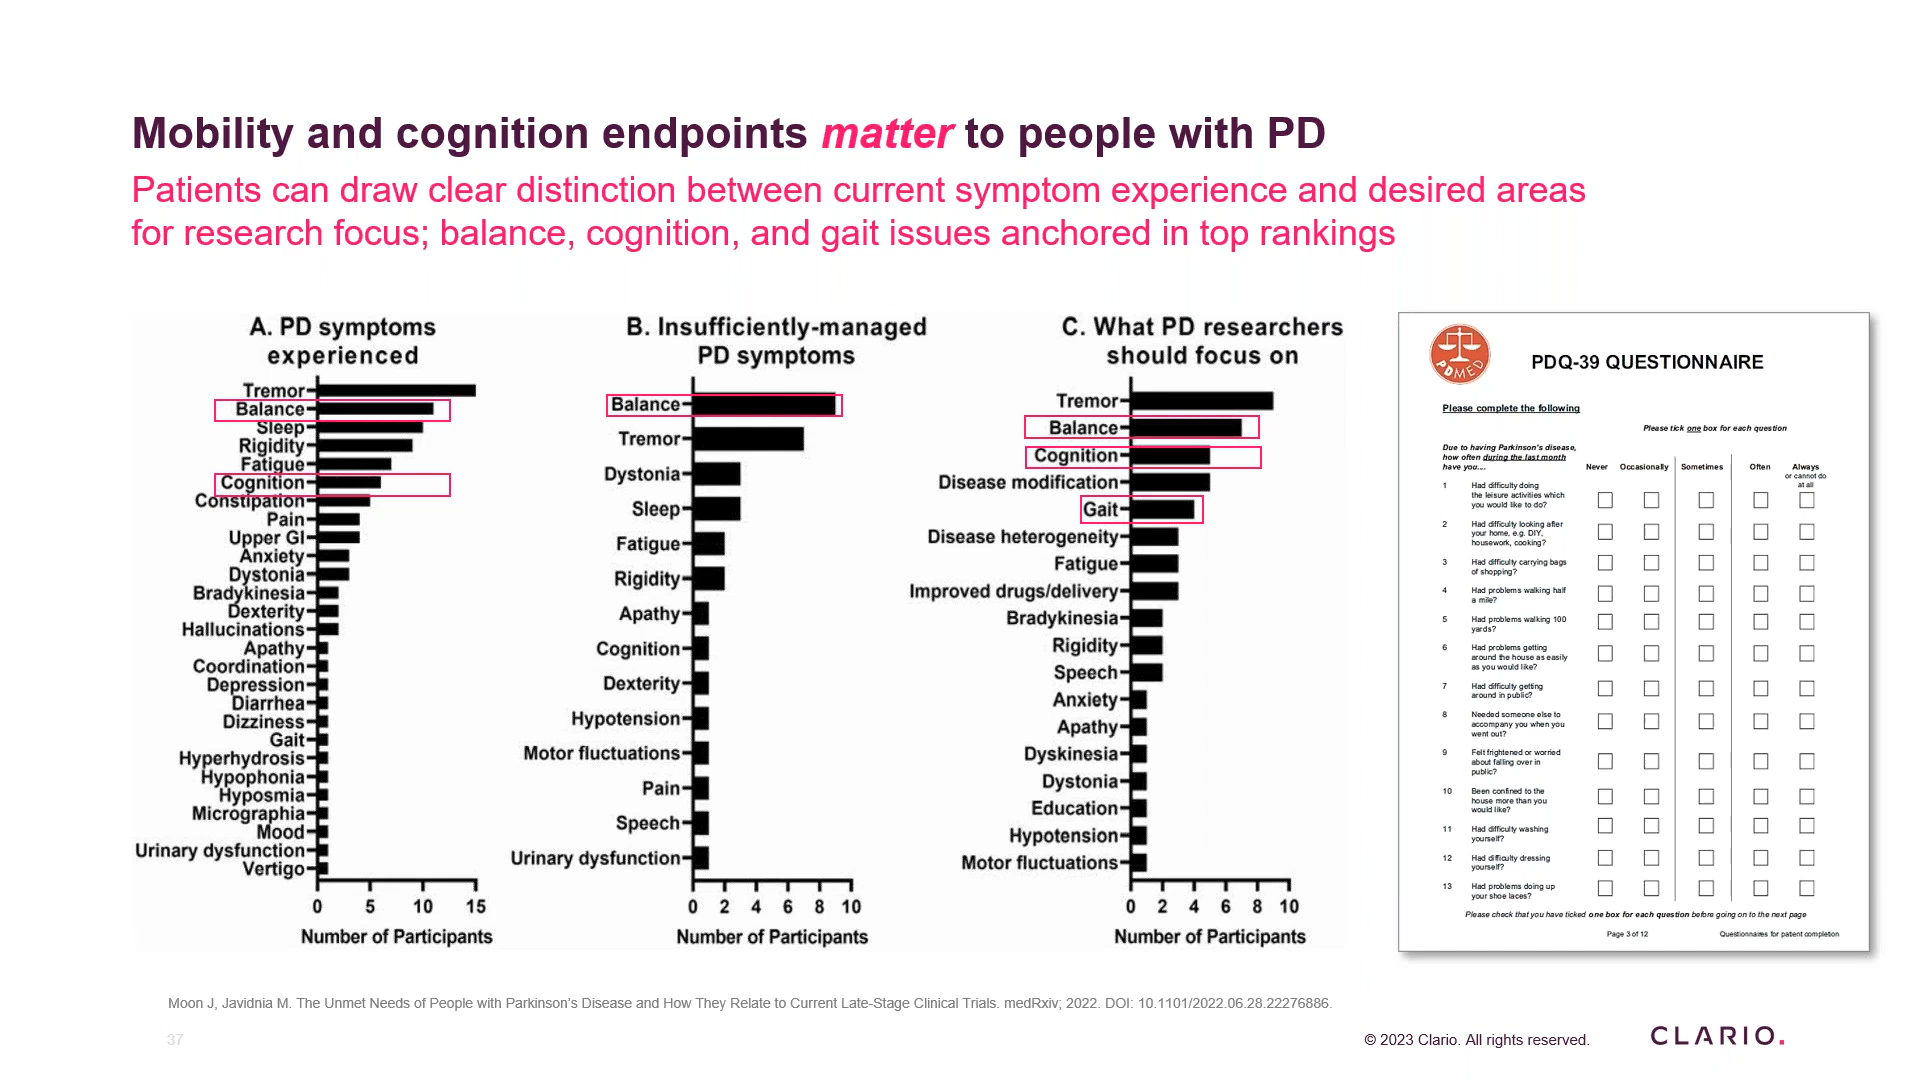 Mobility and cognition endpoints matter to people with PD
Patients can draw clear distinction between current symptom experience and desired areas
for research focus; balance, cognition, and gait issues anchored in top rankings
A. PD symptoms
experienced
Tremor
Balance
Sleep
Rigidity
Fatigue
Cognition
Constipation
Pain
Upper GI
Anxiety
Dystonia
Bradykinesia
Dexterity
Hallucinations
Apathy
Coordination
Depression
Diarrhea
Dizziness
Gait
Hyperhydrosis
Hypophonia
Hyposmia
Micrographia
Mood
Urinary dysfunction
Vertigo
0 5 10 15
Number of Participants
B. Insufficiently-managed
PD symptoms
Balance
Tremor
Dystonia
Sleep
Fatigue
Rigidity
Apathy
Cognition
Dexterity
Hypotension
Motor fluctuations
Pain
Speech
Urinary dysfunction
0 2 4 6 8 10
Number of Participants
C. What PD researchers
should focus on
Tremor
Balance
Cognition
Disease modification
Gait
Disease heterogeneity
Fatigue
Improved drugs/delivery
Bradykinesia
Rigidity
Speech
Anxiety
Apathy
Dyskinesia
Dystonia
Education
Hypotension
Motor fluctuations
0 2 4 6 8 10
Number of Participants
PDMED
PDQ-39 QUESTIONNAIRE
Please complete the following
Please tick one box for each question
Due to having Parkinson's disease,
how often during the last month
have you....
Never Occasionally Sometimes Often Always
or cannot do
at all
1 Had difficulty doing
the leisure activities which
you would like to do?
2 Had difficulty looking after
your home, e.g. DIY,
housework, cooking?
3 Had difficulty carrying bags
of shopping?
4 Had problems walking half
a mile?
5 Had problems walking 100
yards?
6 Had problems getting
around the house as easily
as you would like?
7 Had difficulty getting
around in public?
8 Needed someone else to
accompany you when you
went out?
9 Felt frightened or worried
about falling over in
public?
10 Been confined to the
house more than you
would like?
11 Had difficulty washing
yourself?
12 Had difficulty dressing
yourself?
13 Had problems doing up
your shoe laces?
Please check that you have ticked one box for each question before going on to the next page
Page 3 of 12
Questionnaires for patient completion
Moon J, Javidnia M. The Unmet Needs of People with Parkinson's Disease and How They Relate to Current Late-Stage Clinical Trials. medRxiv; 2022. DOI: 10.1101/2022.06.28.22276886.
37
© 2023 Clario. All rights reserved.
CLARIO.